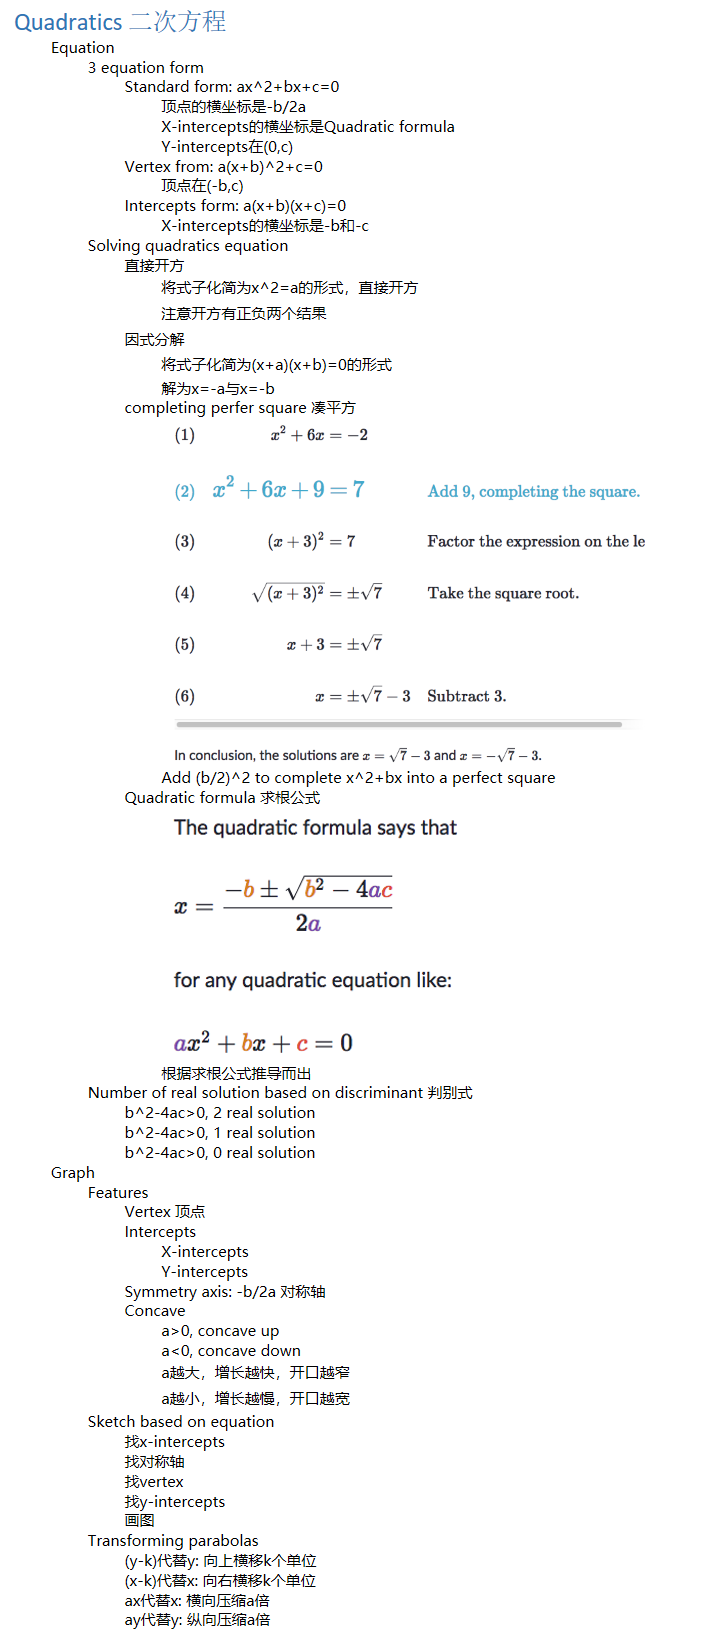 Quadratics 二次方程
Equation
3 equation form
Standard form: ax^2+bx+c=0
顶点的横坐标是-b/2a
X-intercepts的横坐标是Quadratic formula
Y-intercepts在(0,c)
Vertex from: a(x+b)^2+c=0
顶点在(-b,c)
Intercepts form: a(x+b)(x+c)=0
X-intercepts的横坐标是-b和-c
Solving quadratics equation
直接开方
将式子化简为x^2=a的形式，直接开方
注意开方有正负两个结果
因式分解
将式子化简为(x+a)(x+b)=0的形式
解为x=-a与x=-b
completing perfer square 凑平方
(1) x² + 6x = −2
(2) x² + 6x + 9 = 7 Add 9, completing the square.
(3) (x + 3)² = 7 Factor the expression on the le
(4) √(x + 3)² = ±√7 Take the square root.
(5) x + 3 = ±√7
(6) x = ±√7 − 3 Subtract 3.
In conclusion, the solutions are x = √7 − 3 and x = −√7 − 3.
Add (b/2)^2 to complete x^2+bx into a perfect square
Quadratic formula 求根公式
The quadratic formula says that
x = (−b ± √(b² − 4ac)) / 2a
for any quadratic equation like:
ax² + bx + c = 0
根据求根公式推导而出
Number of real solution based on discriminant 判别式
b^2-4ac>0, 2 real solution
b^2-4ac>0, 1 real solution
b^2-4ac>0, 0 real solution
Graph
Features
Vertex 顶点
Intercepts
X-intercepts
Y-intercepts
Symmetry axis: -b/2a 对称轴
Concave
a>0, concave up
a<0, concave down
a越大，增长越快，开口越窄
a越小，增长越慢，开口越宽
Sketch based on equation
找x-intercepts
找对称轴
找vertex
找y-intercepts
画图
Transforming parabolas
(y-k)代替y: 向上横移k个单位
(x-k)代替x: 向右横移k个单位
ax代替x: 横向压缩a倍
ay代替y: 纵向压缩a倍